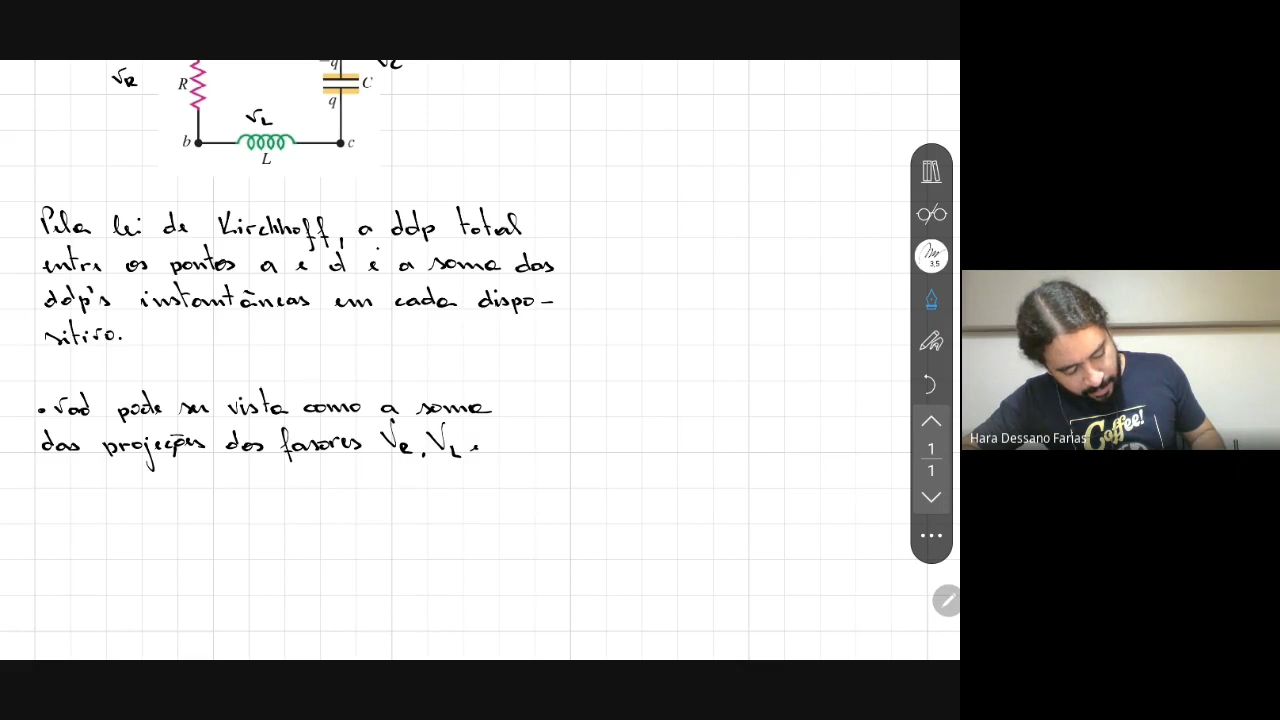 -q
vc
vR
R
C
q
vL
b
c
L
Pela lei de Kirchhoff, a ddp total
entre os pontos a e d é a soma das
ddp's instantâneas em cada dispo-
sitivo.
• vad pode ser vista como a soma
das projeções dos fasores VR, VL e
3,5
1
1
Coffee!
Hara Dessano Farias